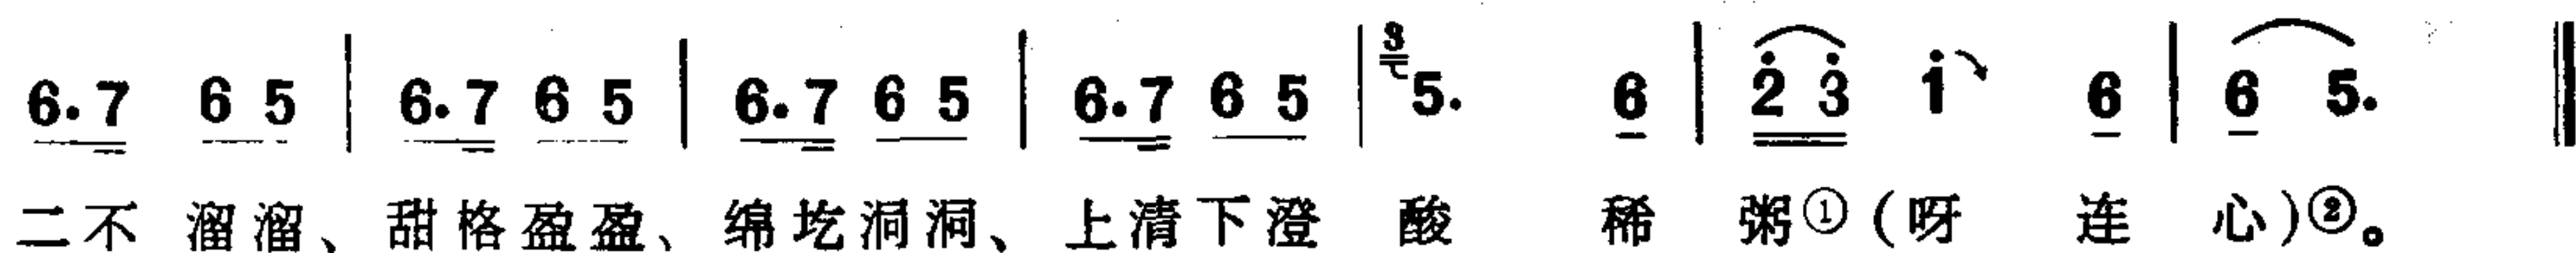 6.7 6 5 | 6.7 6 5 | 6.7 6 5 | 6.7 6 5 | 3 5. 6 | 2̇ 3̇ 1̇ 6 | 6 5. ‖
二不溜溜、甜格盈盈、绵圪洞洞、上清下澄 酸 稀 粥①(呀 连 心)②。